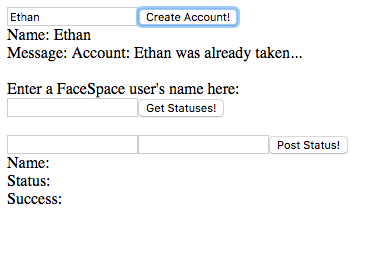 Ethan Create Account!
Name: Ethan
Message: Account: Ethan was already taken...
Enter a FaceSpace user's name here:
Get Statuses!
Post Status!
Name:
Status:
Success: